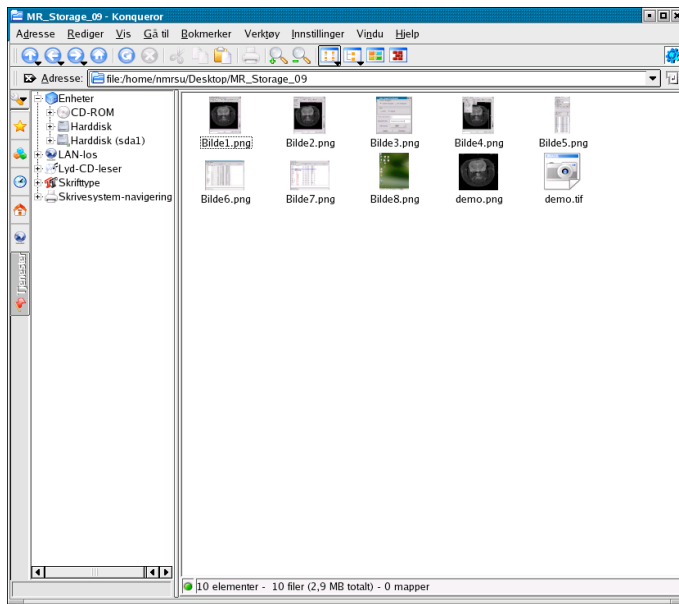 MR_Storage_09 - Konqueror
Adresse Rediger Vis Gå til Bokmerker Verktøy Innstillinger Vindu Hjelp
Adresse: file:/home/nmrsu/Desktop/MR_Storage_09
Enheter
CD-ROM
Harddisk
Harddisk (sda1)
LAN-los
Lyd-CD-leser
Skrifttype
Skrivesystem-navigering
Tjenester
Bilde1.png Bilde2.png Bilde3.png Bilde4.png Bilde5.png
Bilde6.png Bilde7.png Bilde8.png demo.png demo.tif
10 elementer - 10 filer (2,9 MB totalt) - 0 mapper